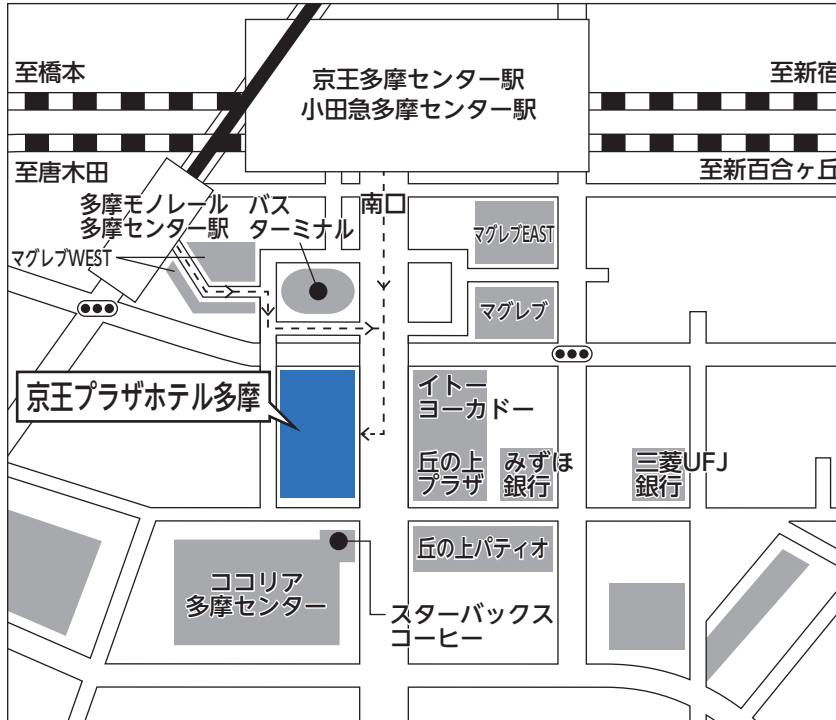 至橋本
京王多摩センター駅
小田急多摩センター駅
至新宿
至唐木田
至新百合ヶ丘
多摩モノレール
多摩センター駅
バス
ターミナル
南口
マグレブEAST
マグレブWEST
マグレブ
京王プラザホテル多摩
イトー
ヨーカドー
丘の上
プラザ
みずほ
銀行
三菱UFJ
銀行
丘の上パティオ
ココリア
多摩センター
スターバックス
コーヒー